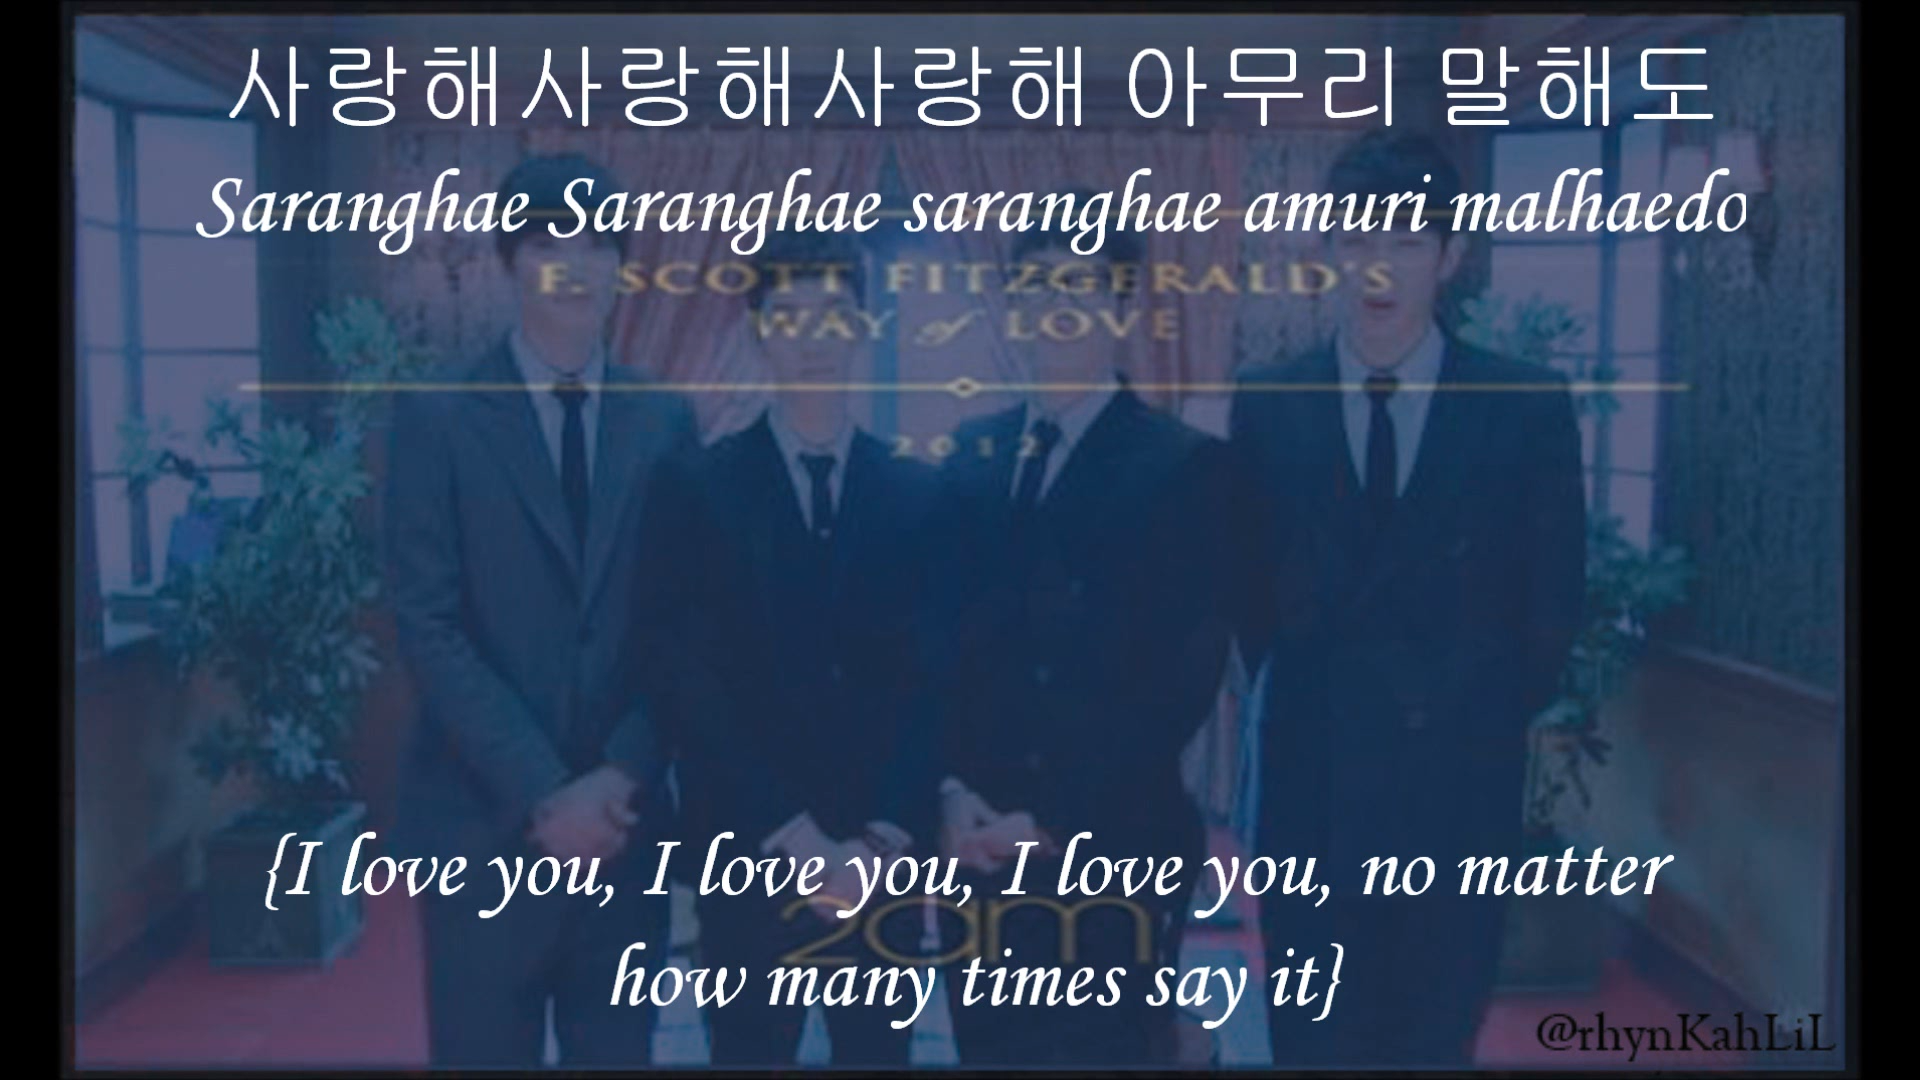 사랑해사랑해사랑해 아무리 말해도
Saranghae Saranghae saranghae amuri malhaedo
F. SCOTT FITZGERALD'S
WAY of LOVE
2012
{I love you, I love you, I love you, no matter
2am
how many times say it}
@rhynKahLiL